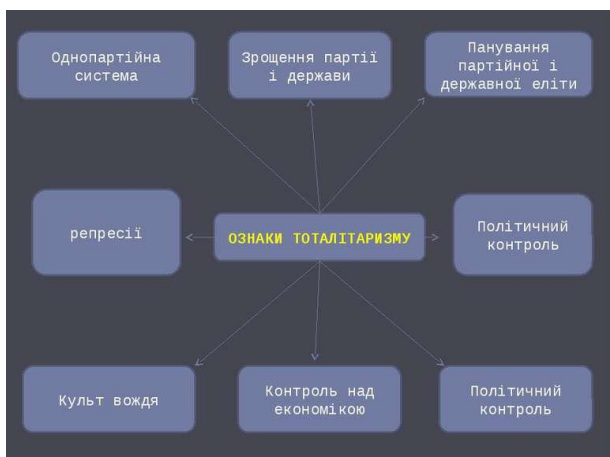 Однопартійна
система
Зрощення партії
і держави
Панування
партійної і
державної еліти
репресії
ОЗНАКИ ТОТАЛІТАРИЗМУ
Політичний
контроль
Культ вождя
Контроль над
економікою
Політичний
контроль